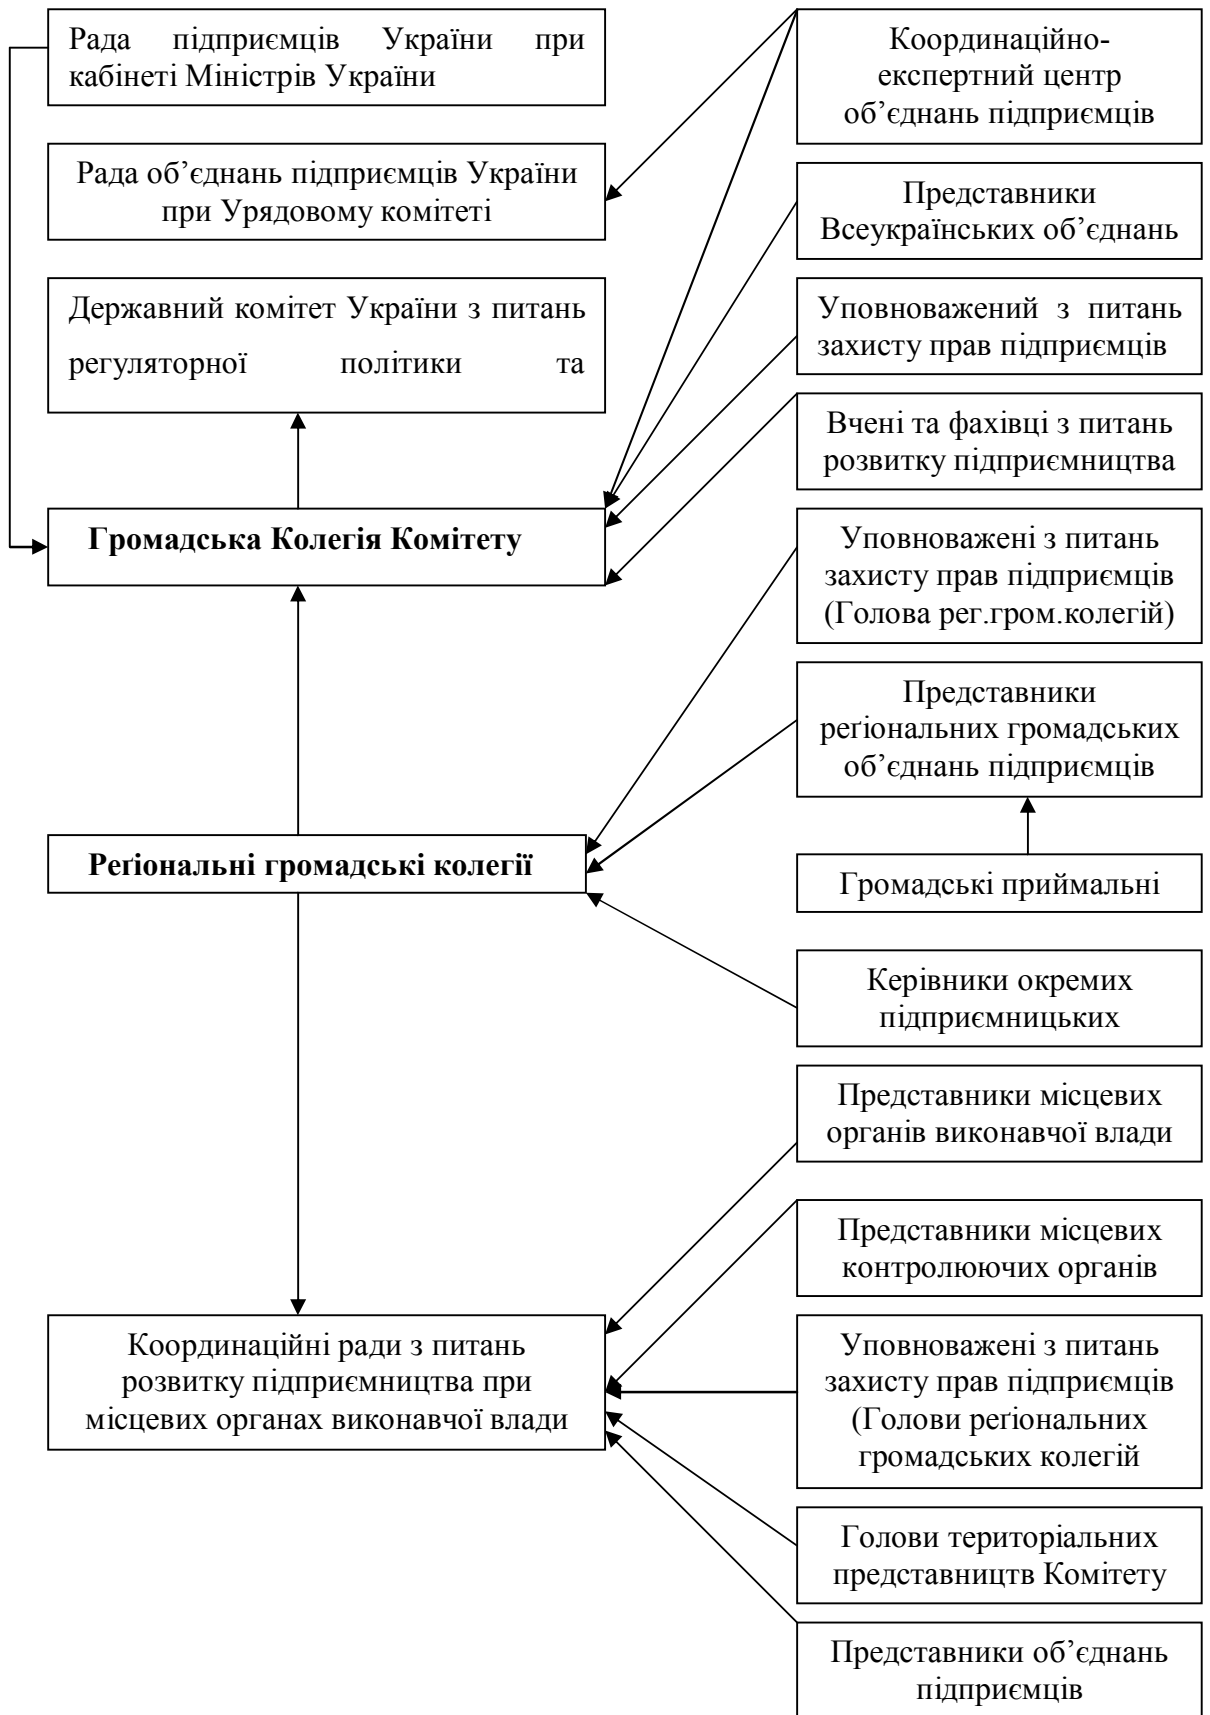 Рада підприємців України при
кабінеті Міністрів України
Рада об’єднань підприємців України
при Урядовому комітеті
Державний комітет України з питань
регуляторної політики та
Громадська Колегія Комітету
Реґіональні громадські колегії
Координаційні ради з питань
розвитку підприємництва при
місцевих органах виконавчої влади
Координаційно-
експертний центр
об’єднань підприємців
Представники
Всеукраїнських об’єднань
Уповноважений з питань
захисту прав підприємців
Вчені та фахівці з питань
розвитку підприємництва
Уповноважені з питань
захисту прав підприємців
(Голова рег.гром.колегій)
Представники
реґіональних громадських
об’єднань підприємців
Громадські приймальні
Керівники окремих
підприємницьких
Представники місцевих
органів виконавчої влади
Представники місцевих
контролюючих органів
Уповноважені з питань
захисту прав підприємців
(Голови реґіональних
громадських колегій
Голови територіальних
представництв Комітету
Представники об’єднань
підприємців